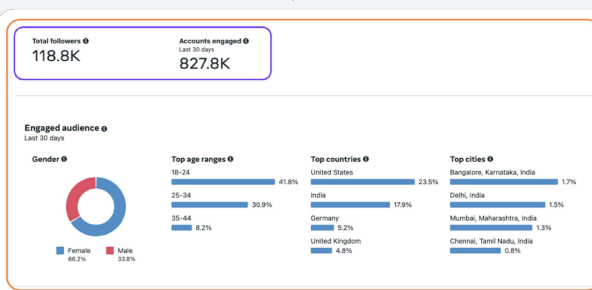 Total followers
118.8K
Accounts engaged
Last 30 days
827.8K
Engaged audience
Last 30 days
Gender
Female
66.2%
Male
33.8%
Top age ranges
18-24
41.8%
25-34
30.9%
35-44
8.2%
Top countries
United States
23.5%
India
17.9%
Germany
5.2%
United Kingdom
4.8%
Top cities
Bangalore, Karnataka, India
1.7%
Delhi, India
1.5%
Mumbai, Maharashtra, India
1.3%
Chennai, Tamil Nadu, India
0.8%